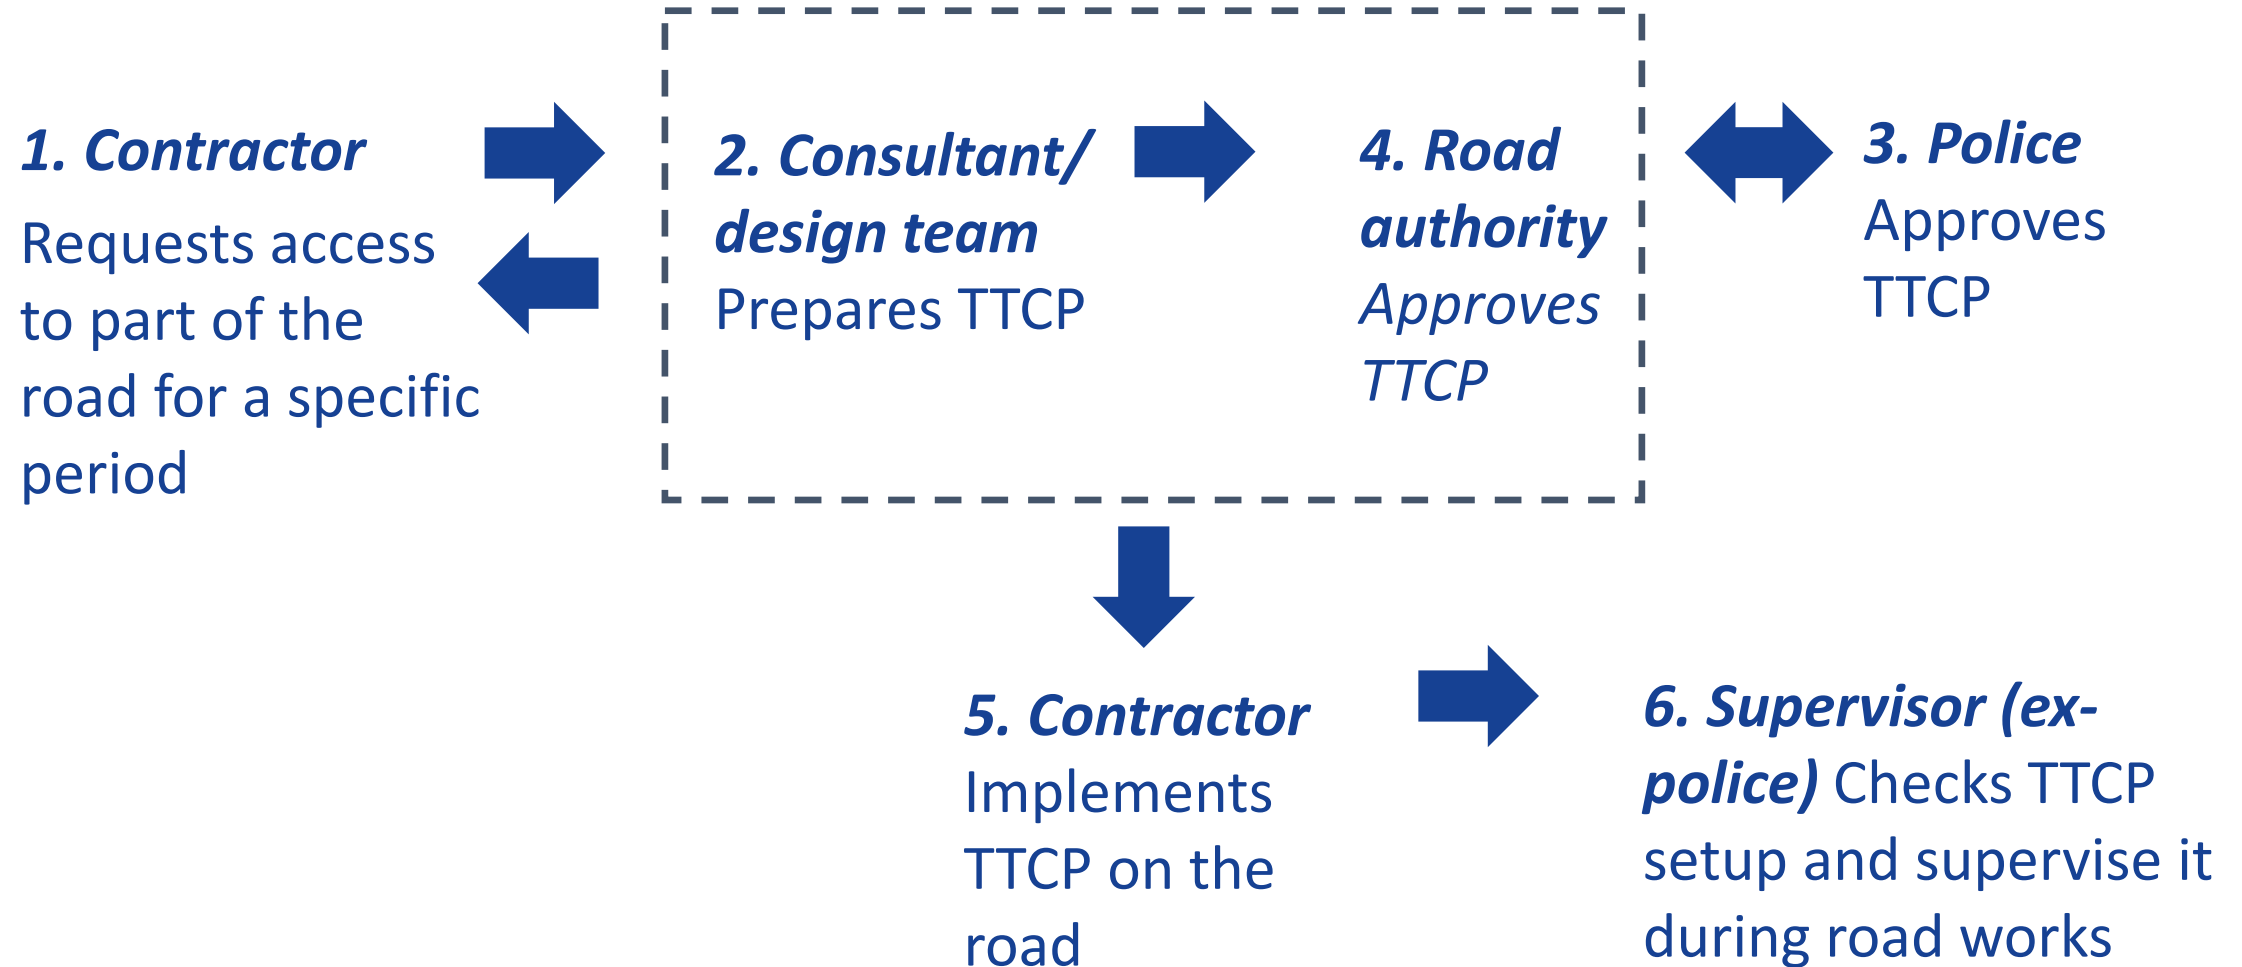 1. Contractor
Requests access
to part of the
road for a specific
period
2. Consultant/
design team
Prepares TTCP
4. Road
authority
Approves
TTCP
3. Police
Approves
TTCP
5. Contractor
Implements
TTCP on the
road
6. Supervisor (ex-
police) Checks TTCP
setup and supervise it
during road works